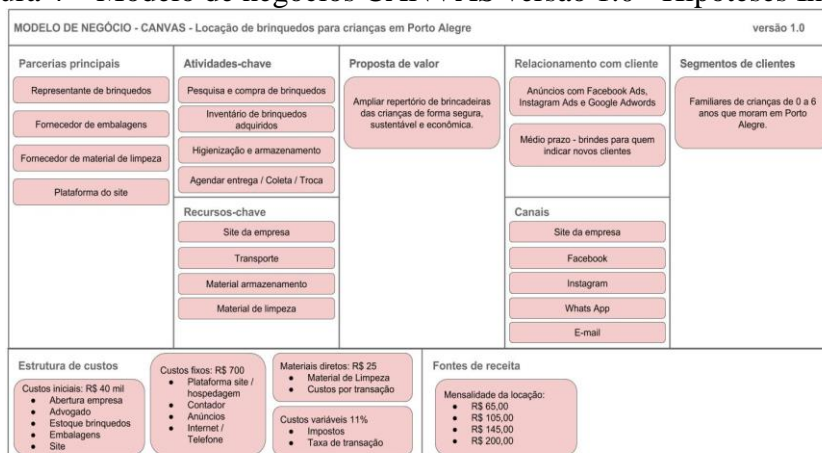 Modelo de negócios CANVAS versão 1.0 - Hipóteses
MODELO DE NEGÓCIO - CANVAS - Locação de brinquedos para crianças em Porto Alegre
versão 1.0
Parcerias principais
Representante de brinquedos
Fornecedor de embalagens
Fornecedor de material de limpeza
Plataforma do site
Atividades-chave
Pesquisa e compra de brinquedos
Inventário de brinquedos
adquiridos
Higienização e armazenamento
Agendar entrega / Coleta / Troca
Recursos-chave
Site da empresa
Transporte
Material armazenamento
Material de limpeza
Proposta de valor
Ampliar repertório de brincadeiras
das crianças de forma segura,
sustentável e econômica.
Relacionamento com cliente
Anúncios com Facebook Ads,
Instagram Ads e Google Adwords
Médio prazo - brindes para quem
indicar novos clientes
Canais
Site da empresa
Facebook
Instagram
Whats App
E-mail
Segmentos de clientes
Familiares de crianças de 0 a 6
anos que moram em Porto
Alegre.
Estrutura de custos
Custos iniciais: R$ 40 mil
● Abertura empresa
● Advogado
● Estoque brinquedos
● Embalagens
● Site
Custos fixos: R$ 700
● Plataforma site /
hospedagem
● Contador
● Anúncios
● Internet /
Telefone
Materiais diretos: R$ 25
● Material de Limpeza
● Custos por transação
Custos variáveis 11%
● Impostos
● Taxa de transação
Fontes de receita
Mensalidade da locação:
● R$ 65,00
● R$ 105,00
● R$ 145,00
● R$ 200,00